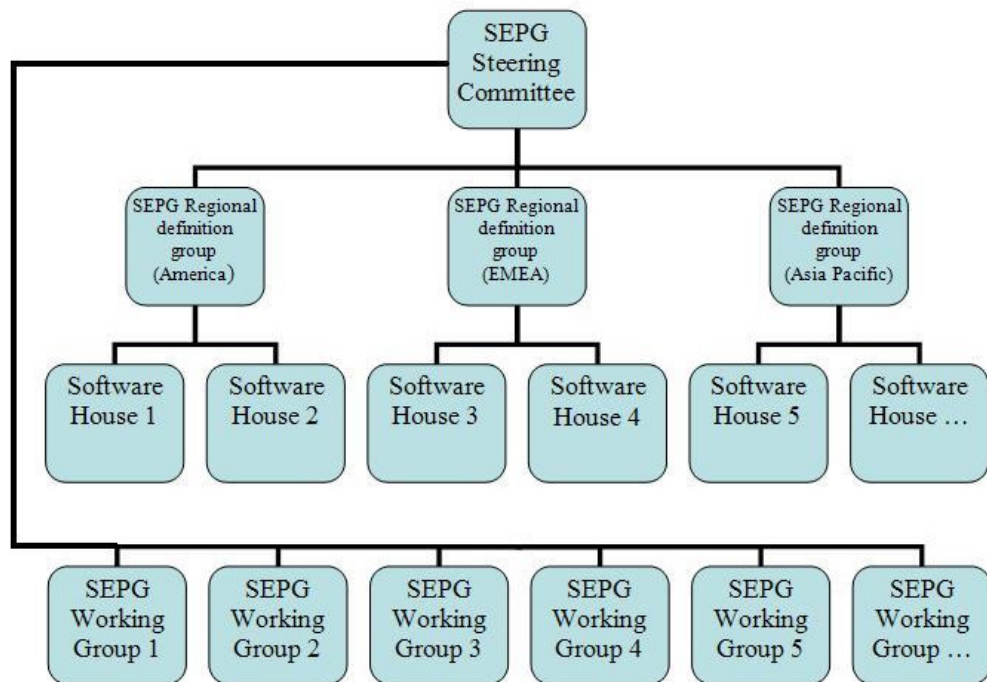 SEPG
Steering
Committee
SEPG Regional
definition
group
(America)
SEPG Regional
definition
group
(EMEA)
SEPG Regional
definition
group
(Asia Pacific)
Software
House 1
Software
House 2
Software
House 3
Software
House 4
Software
House 5
Software
House …
SEPG
Working
Group 1
SEPG
Working
Group 2
SEPG
Working
Group 3
SEPG
Working
Group 4
SEPG
Working
Group 5
SEPG
Working
Group …